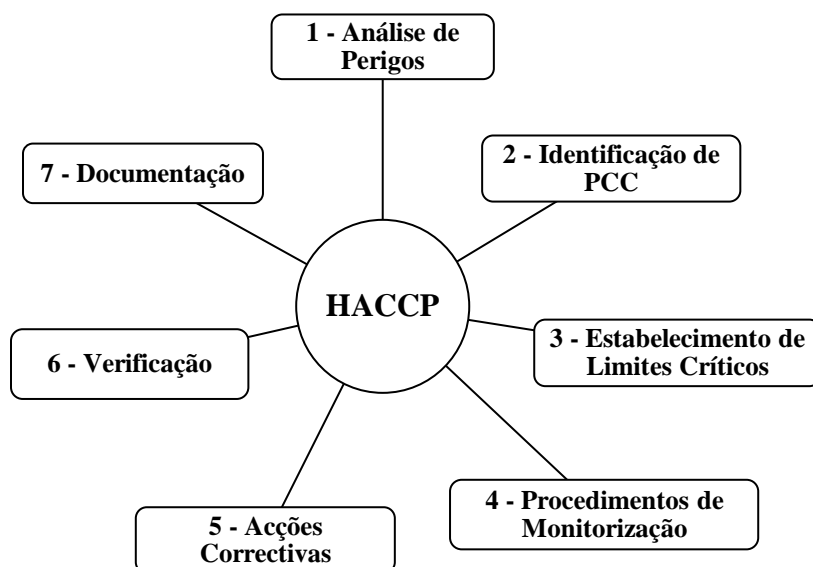 1 - Análise de
Perigos
2 - Identificação de
PCC
3 - Estabelecimento de
Limites Críticos
4 - Procedimentos de
Monitorização
5 - Acções
Correctivas
6 - Verificação
7 - Documentação
HACCP